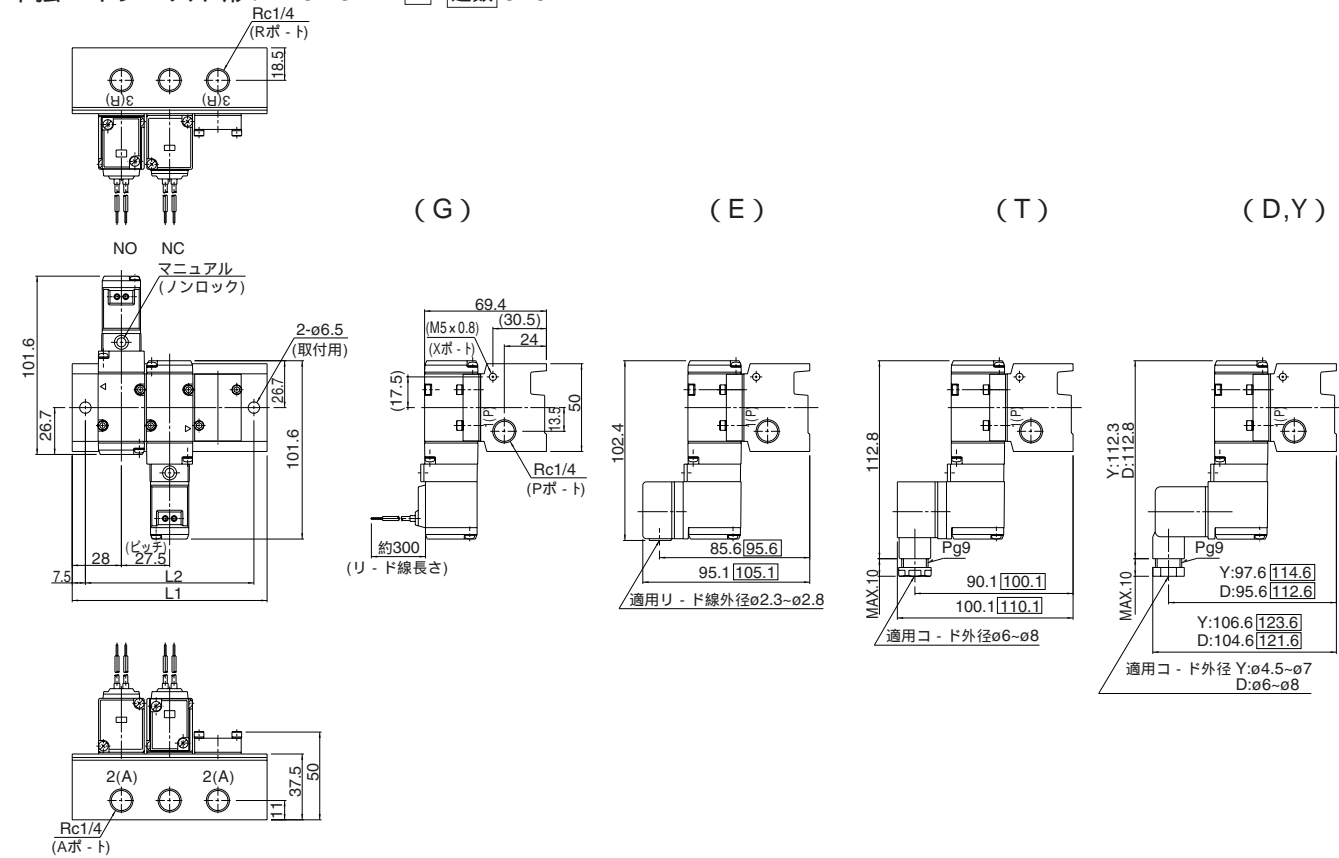 Rc1/4
(Rポ - ト)
18.5
3(R)
3(R)
NO
NC
マニュアル
(ノンロック)
101.6
26.7
2-ø6.5
(取付用)
26.7
101.6
(ピッチ)
28
27.5
7.5
L2
L1
2(A)
2(A)
37.5
50
11
Rc1/4
(Aポ - ト)
( G )
69.4
(30.5)
24
(M5×0.8)
(Xポ - ト)
(17.5)
1(P)
13.5
50
Rc1/4
(Pポ - ト)
約300
(リ - ド線長さ)
( E )
102.4
1(P)
85.6 95.6
95.1 105.1
適用リ - ド線外径ø2.3~ø2.8
( T )
112.8
1(P)
MAX.10
Pg9
90.1 100.1
100.1 110.1
適用コ - ド外径ø6~ø8
( D,Y )
Y:112.3
D:112.8
1(P)
MAX.10
Pg9
Y:97.6 114.6
D:95.6 112.6
Y:106.6 123.6
D:104.6 121.6
適用コ - ド外径 Y:ø4.5~ø7
D:ø6~ø8